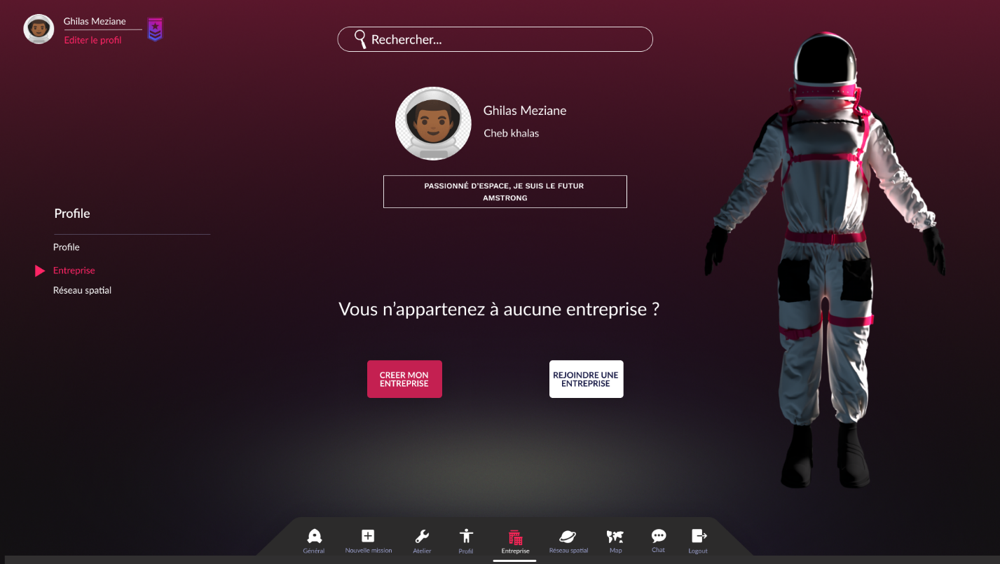 Ghilas Meziane
Editer le profil
Rechercher...
Ghilas Meziane
Cheb khalas
PASSIONNÉ D'ESPACE, JE SUIS LE FUTUR
AMSTRONG
Profile
Profile
Entreprise
Réseau spatial
Vous n'appartenez à aucune entreprise ?
CREER MON
ENTREPRISE
REJOINDRE UNE
ENTREPRISE
Général
Nouvelle mission
Atelier
Profil
Entreprise
Réseau spatial
Map
Chat
Logout